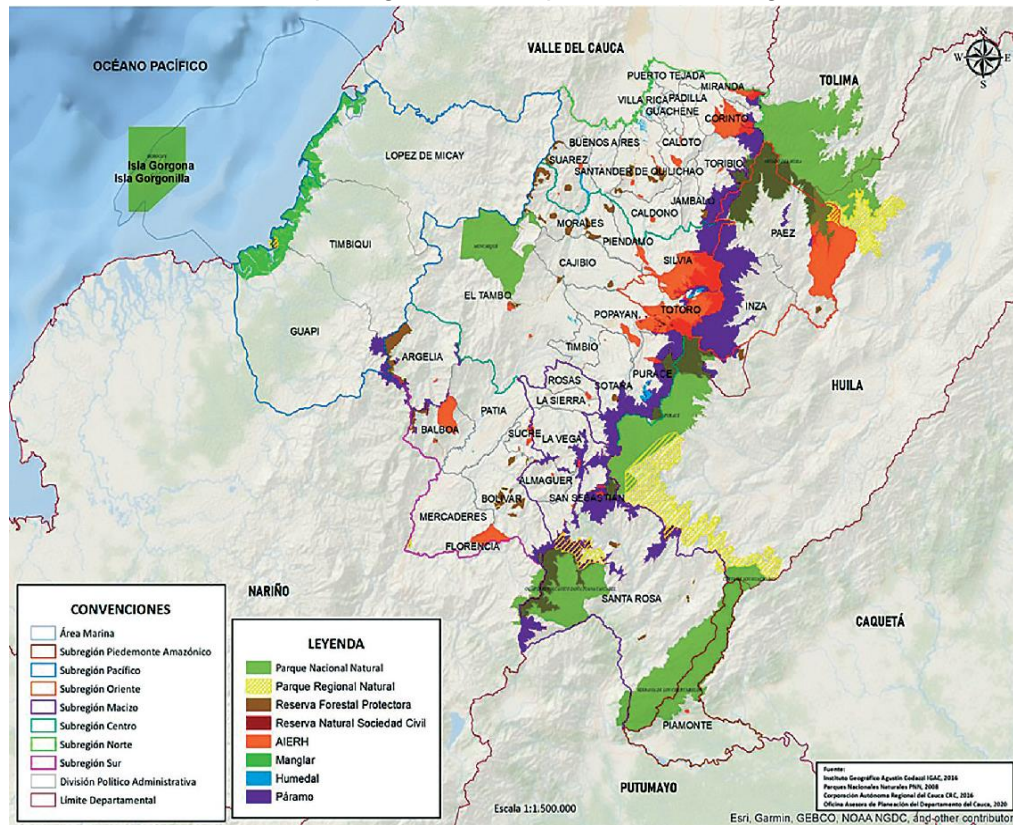 VALLE DEL CAUCA
OCÉANO PACÍFICO
N
W
E
S
TOLIMA
PUERTO TEJADA
MIRANDA
VILLA RICA
PADILLA
GUACHENE
CORINTO
BUENOS AIRES
CALOTO
LOPEZ DE MICAY
Isla Gorgona
Isla Gorgonilla
SUAREZ
SANTANDER DE QUILICHAO
TORIBIO
JAMBALO
CALDONO
MORALES
PAEZ
TIMBIQUI
PIENDAMO
CAJIBIO
SILVIA
EL TAMBO
TOTORO
INZA
POPAYAN
GUAPI
TIMBIO
ARGELIA
PURACE
HUILA
ROSAS
SOTARA
LA SIERRA
PATIA
BALBOA
SUCRE
LA VEGA
ALMAGUER
BOLIVAR
SAN SEBASTIAN
MERCADERES
FLORENCIA
NARIÑO
SANTA ROSA
CAQUETÁ
PIAMONTE
PUTUMAYO
CONVENCIONES
Área Marina
Subregión Piedemonte Amazónico
Subregión Pacífico
Subregión Oriente
Subregión Macizo
Subregión Centro
Subregión Norte
Subregión Sur
División Político Administrativa
Límite Departamental
LEYENDA
Parque Nacional Natural
Parque Regional Natural
Reserva Forestal Protectora
Reserva Natural Sociedad Civil
AIERH
Manglar
Humedal
Páramo
Escala 1:1.500.000
Fuente:
Instituto Geográfico Agustín Codazzi IGAC, 2016
Parques Nacionales Naturales PNN, 2008
Corporación Autónoma Regional del Cauca CRC, 2016
Oficina Asesora de Planeación del Departamento del Cauca, 2020
Esri, Garmin, GEBCO, NOAA NGDC, and other contributor